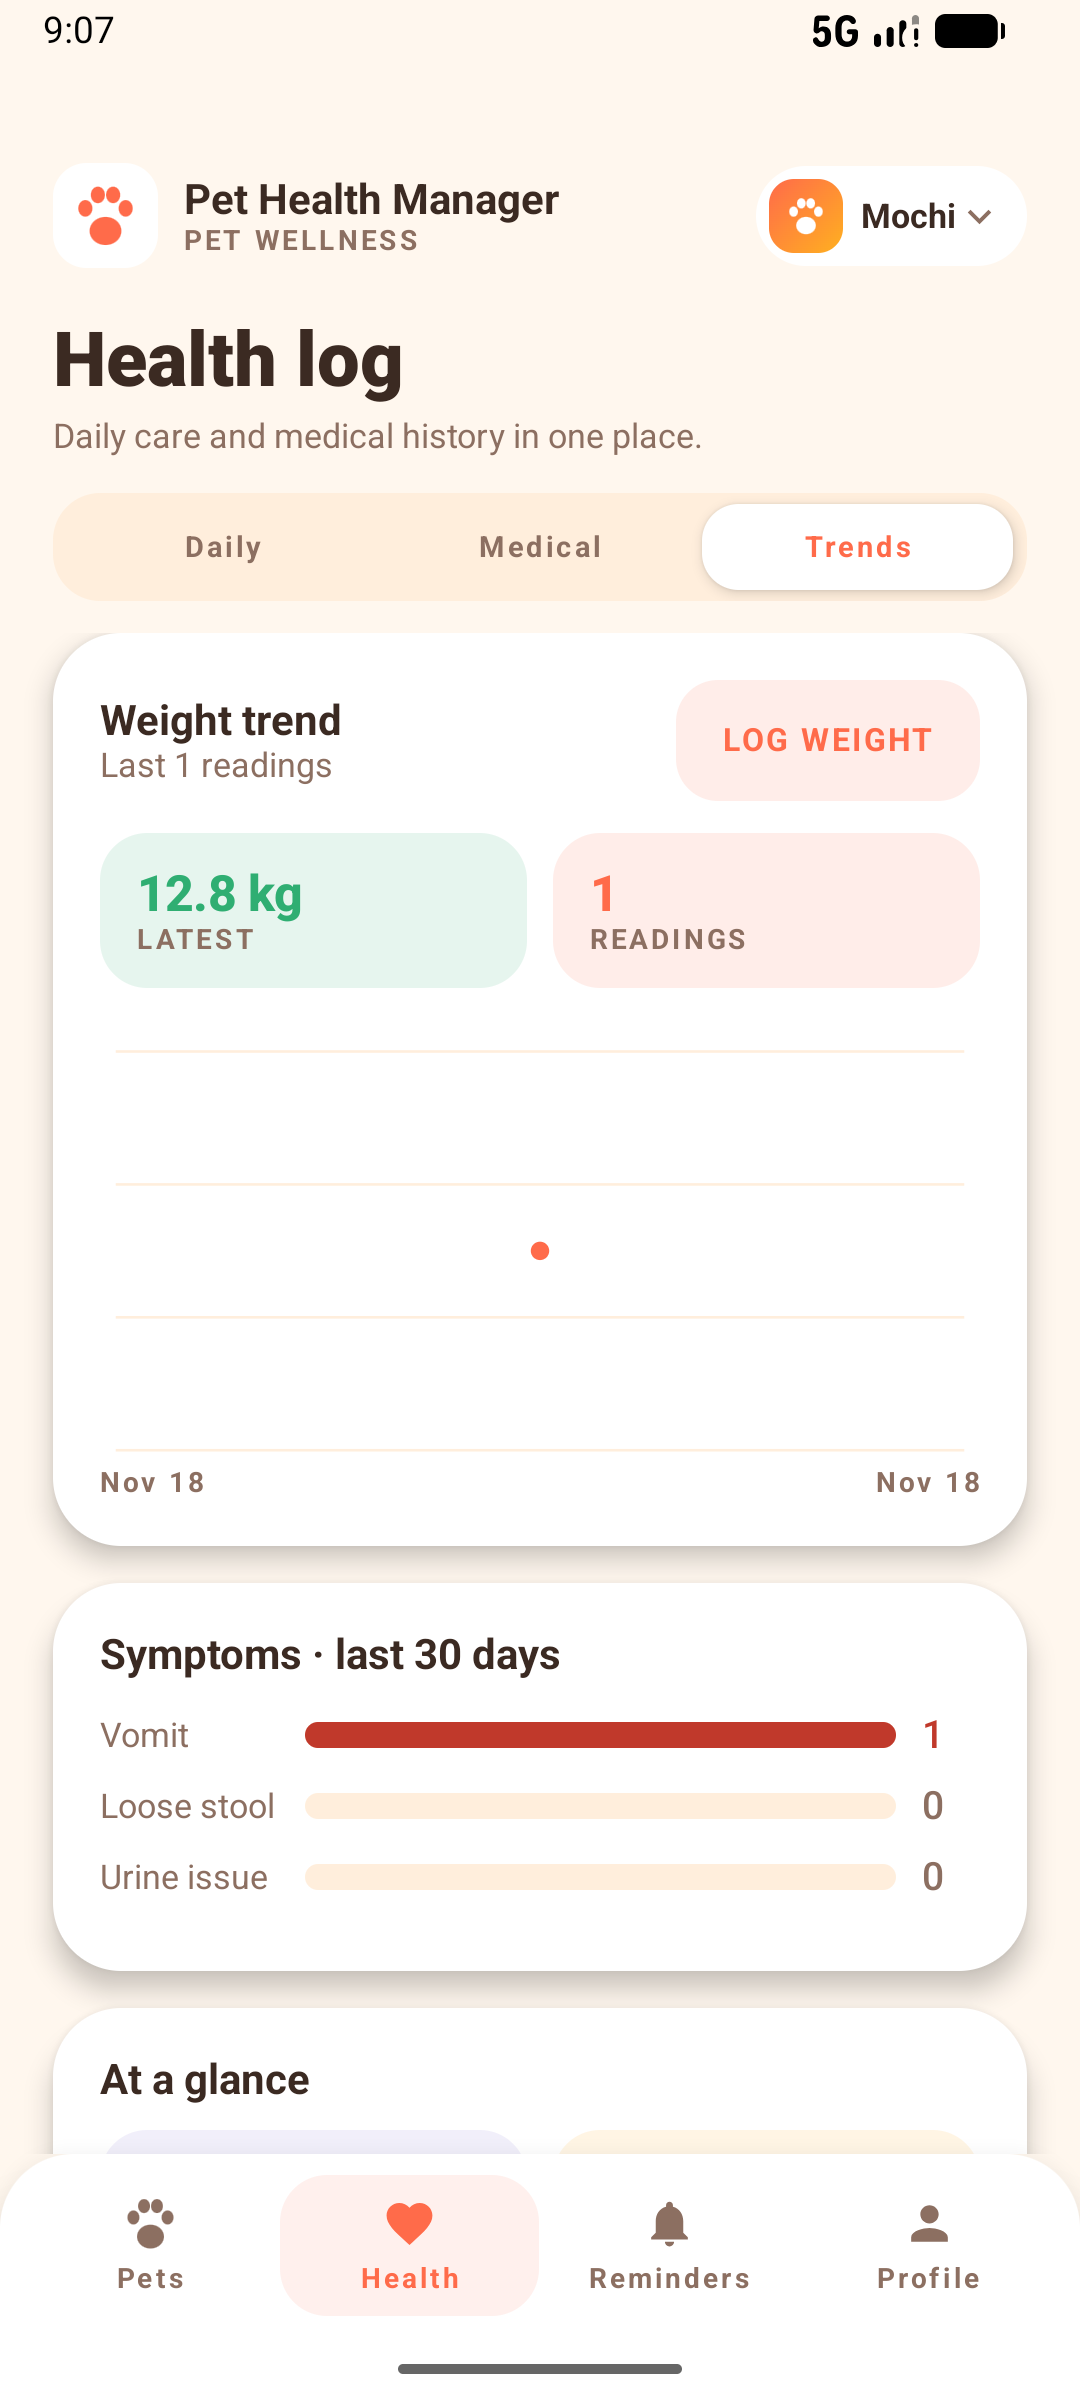 9:07
5G
Pet Health Manager
PET WELLNESS
Mochi
Health log
Daily care and medical history in one place.
Daily
Medical
Trends
Weight trend
Last 1 readings
LOG WEIGHT
12.8 kg
LATEST
1
READINGS
Nov 18
Nov 18
Symptoms · last 30 days
Vomit
1
Loose stool
0
Urine issue
0
At a glance
Pets
Health
Reminders
Profile